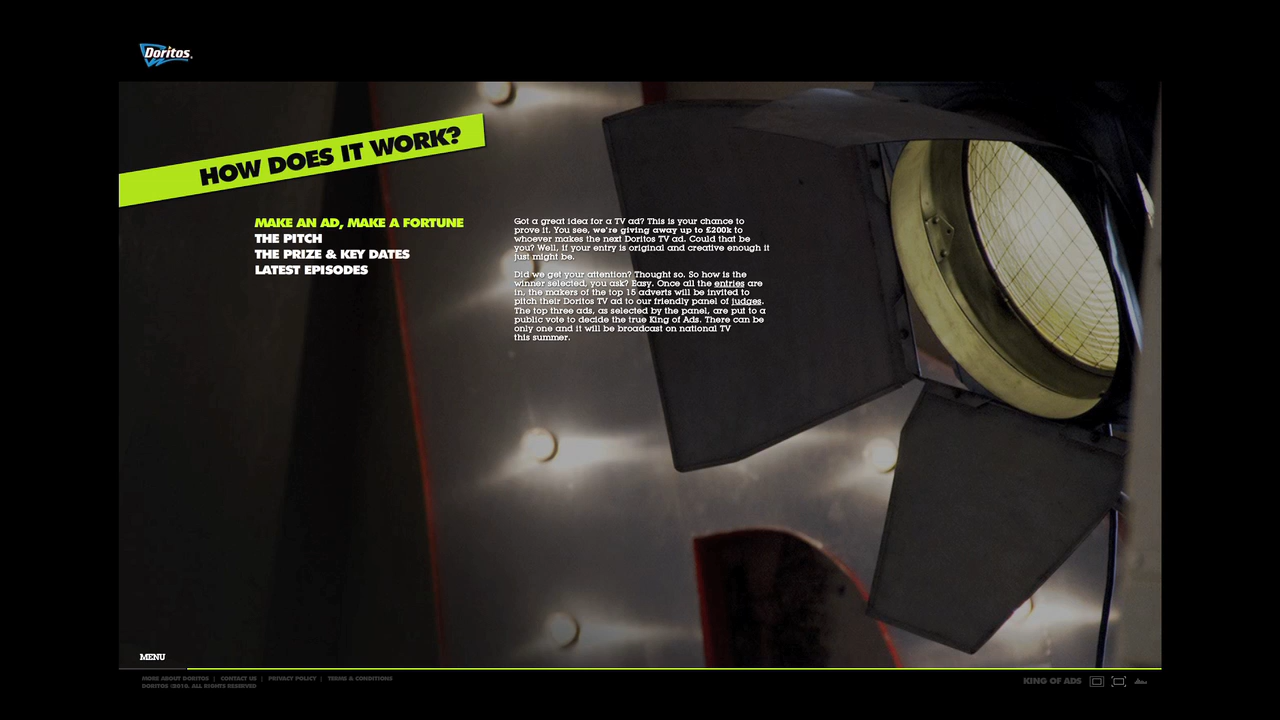 Doritos
HOW DOES IT WORK?
MAKE AN AD, MAKE A FORTUNE
THE PITCH
THE PRIZE & KEY DATES
LATEST EPISODES
Got a great idea for a TV ad? This is your chance to
prove it. You see, we're giving away up to £200k to
whoever makes the next Doritos TV ad. Could that be
you? Well, if your entry is original and creative enough it
just might be.
Did we get your attention? Thought so. So how is the
winner selected, you ask? Easy. Once all the entries are
in, the makers of the top 15 adverts will be invited to
pitch their Doritos TV ad to our friendly panel of judges.
The top three ads, as selected by the panel, are put to a
public vote to decide the true King of Ads. There can be
only one and it will be broadcast on national TV
this summer.
MENU
MORE ABOUT DORITOS | CONTACT US | PRIVACY POLICY | TERMS & CONDITIONS
DORITOS ©2010. ALL RIGHTS RESERVED
KING OF ADS